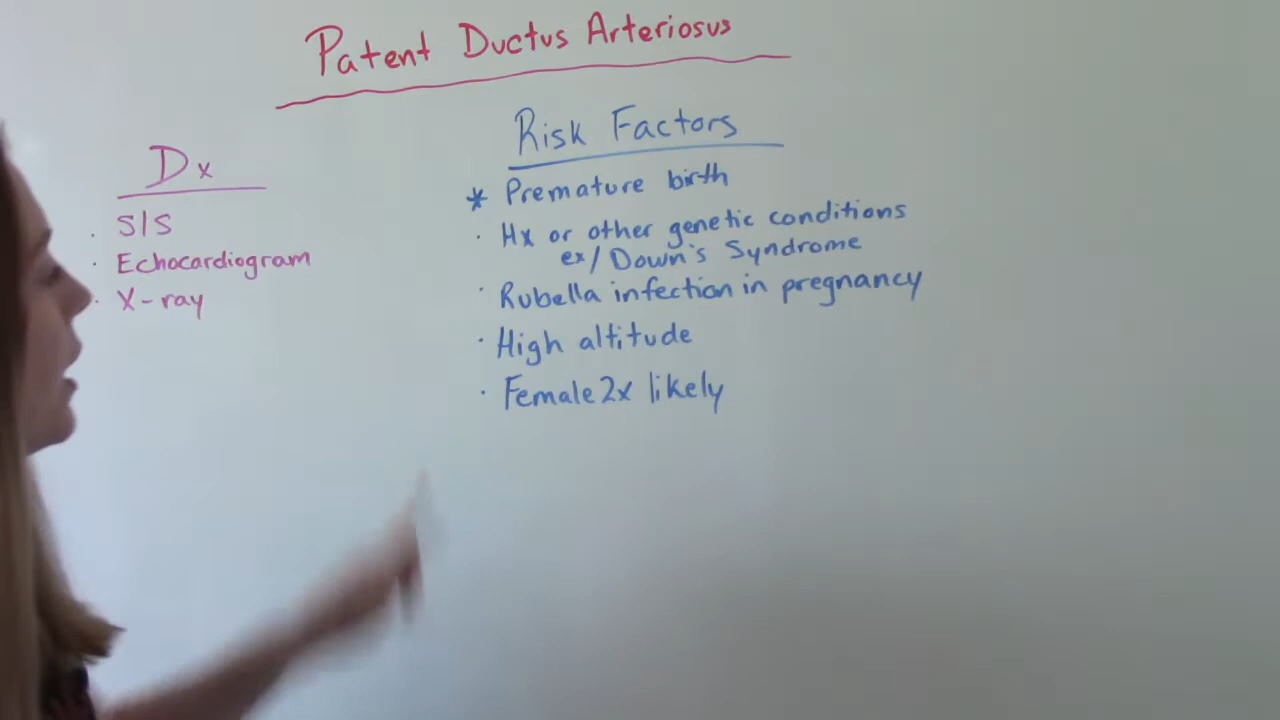 Patent Ductus Arteriosus
Dx
· S/S
· Echocardiogram
· X-ray
Risk Factors
* Premature birth
· Hx or other genetic conditions
ex/ Down's Syndrome
· Rubella infection in pregnancy
· High altitude
· Female 2x likely